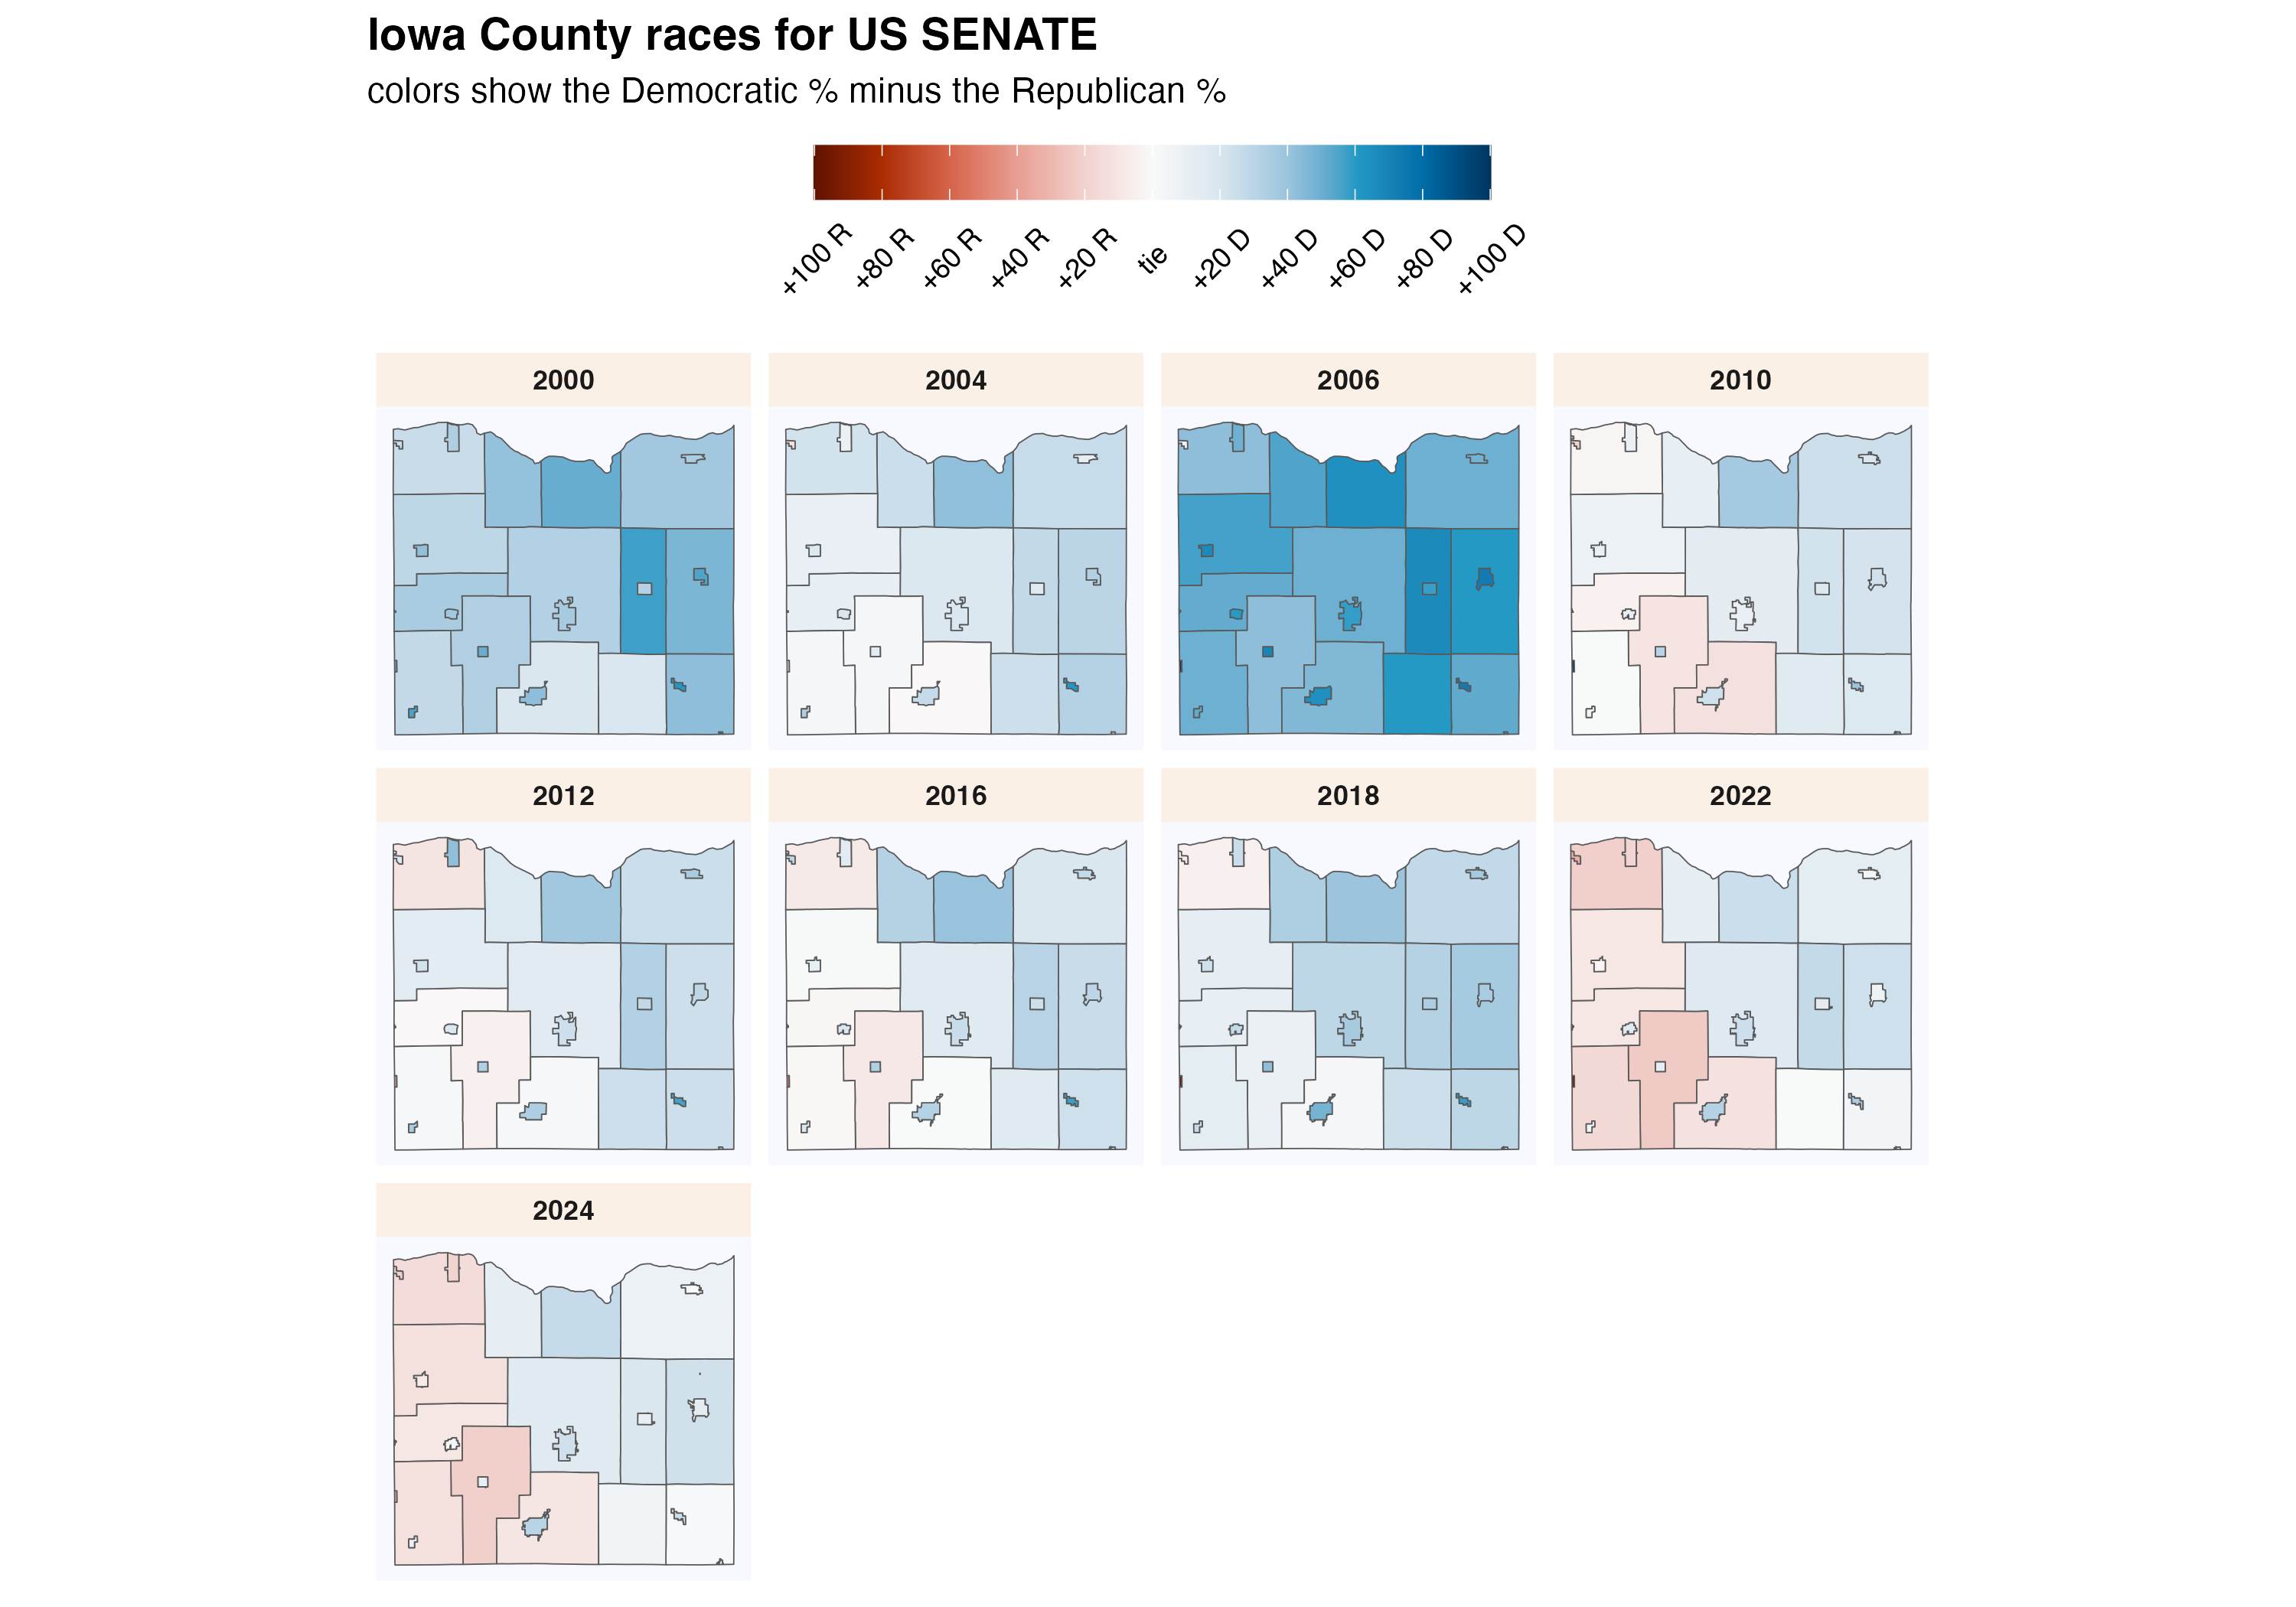 Iowa County races for US SENATE
colors show the Democratic % minus the Republican %
+100 R
+80 R
+60 R
+40 R
+20 R
tie
+20 D
+40 D
+60 D
+80 D
+100 D
2000
2004
2006
2010
2012
2016
2018
2022
2024